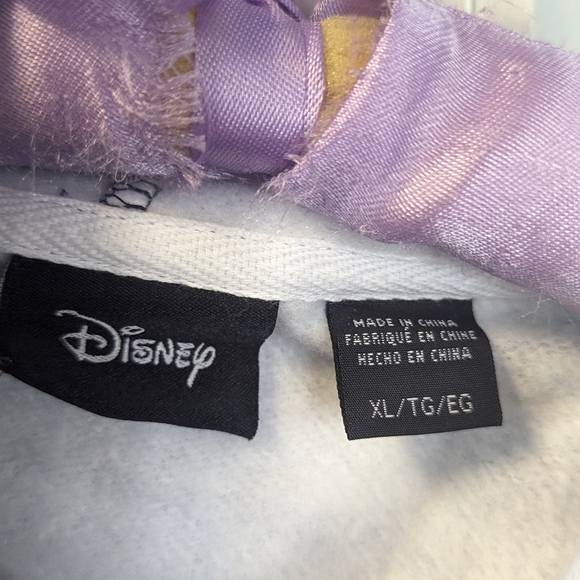 Disney
MADE IN CHINA
FABRIQUÉ EN CHINE
HECHO EN CHINA
XL/TG/EG